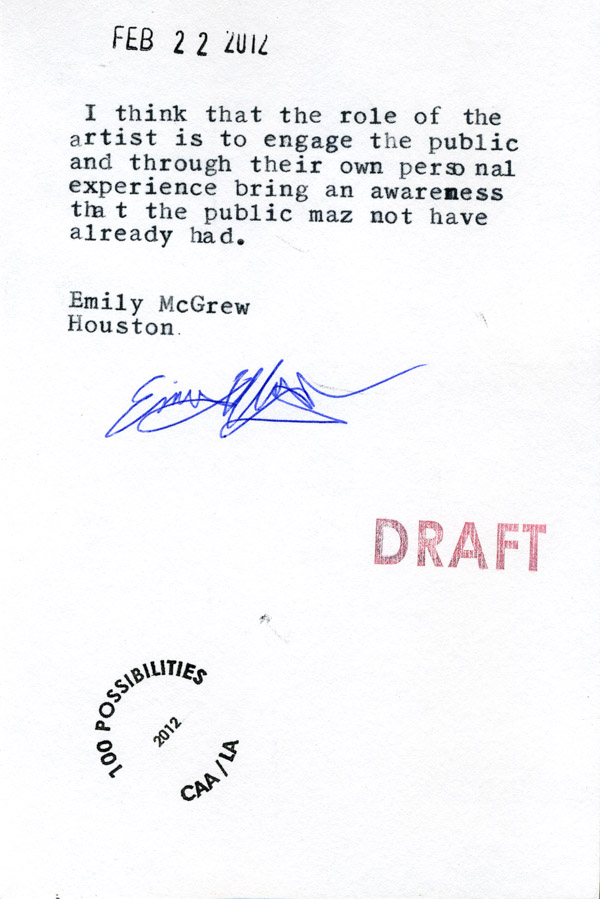 FEB 22 2012
I think that the role of the
artist is to engage the public
and through their own perso nal
experience bring an awareness
tha t the public maz not have
already had.
Emily McGrew
Houston.
DRAFT
100 POSSIBILITIES
2012
CAA / LA